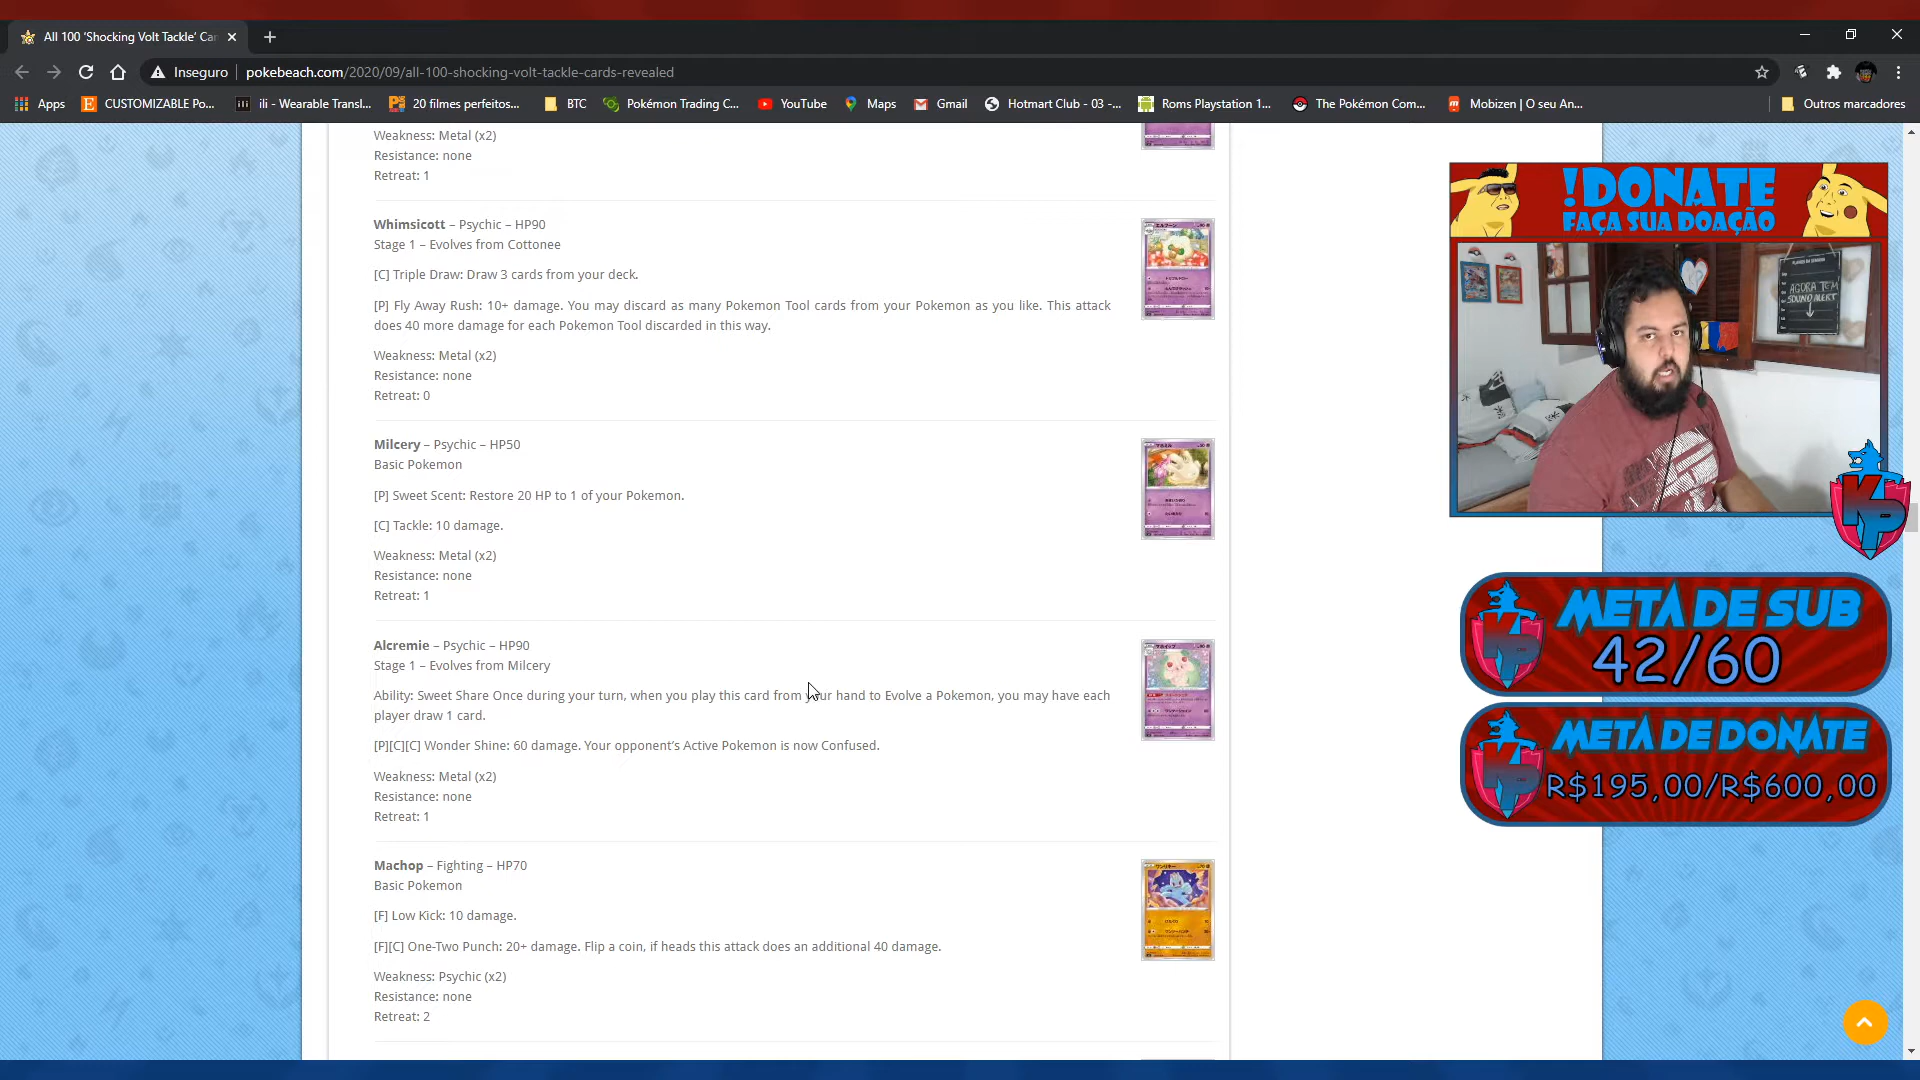 All 100 'Shocking Volt Tackle' Car
Inseguro
pokebeach.com/2020/09/all-100-shocking-volt-tackle-cards-revealed
Apps
CUSTOMIZABLE Po...
ili - Wearable Transl...
20 filmes perfeitos...
BTC
Pokémon Trading C...
YouTube
Maps
Gmail
Hotmart Club - 03 -...
Roms Playstation 1...
The Pokémon Com...
Mobizen | O seu An...
Outros marcadores
Weakness: Metal (x2)
Resistance: none
Retreat: 1
Whimsicott – Psychic – HP90
Stage 1 – Evolves from Cottonee
[C] Triple Draw: Draw 3 cards from your deck.
[P] Fly Away Rush: 10+ damage. You may discard as many Pokemon Tool cards from your Pokemon as you like. This attack
does 40 more damage for each Pokemon Tool discarded in this way.
Weakness: Metal (x2)
Resistance: none
Retreat: 0
Milcery – Psychic – HP50
Basic Pokemon
[P] Sweet Scent: Restore 20 HP to 1 of your Pokemon.
[C] Tackle: 10 damage.
Weakness: Metal (x2)
Resistance: none
Retreat: 1
Alcremie – Psychic – HP90
Stage 1 – Evolves from Milcery
Ability: Sweet Share Once during your turn, when you play this card from your hand to Evolve a Pokemon, you may have each
player draw 1 card.
[P][C][C] Wonder Shine: 60 damage. Your opponent's Active Pokemon is now Confused.
Weakness: Metal (x2)
Resistance: none
Retreat: 1
Machop – Fighting – HP70
Basic Pokemon
[F] Low Kick: 10 damage.
[F][C] One-Two Punch: 20+ damage. Flip a coin, if heads this attack does an additional 40 damage.
Weakness: Psychic (x2)
Resistance: none
Retreat: 2
!DONATE
FAÇA SUA DOAÇÃO
AGORA TEM
SOUND ALERT
KP
META DE SUB
42/60
META DE DONATE
R$195,00/R$600,00